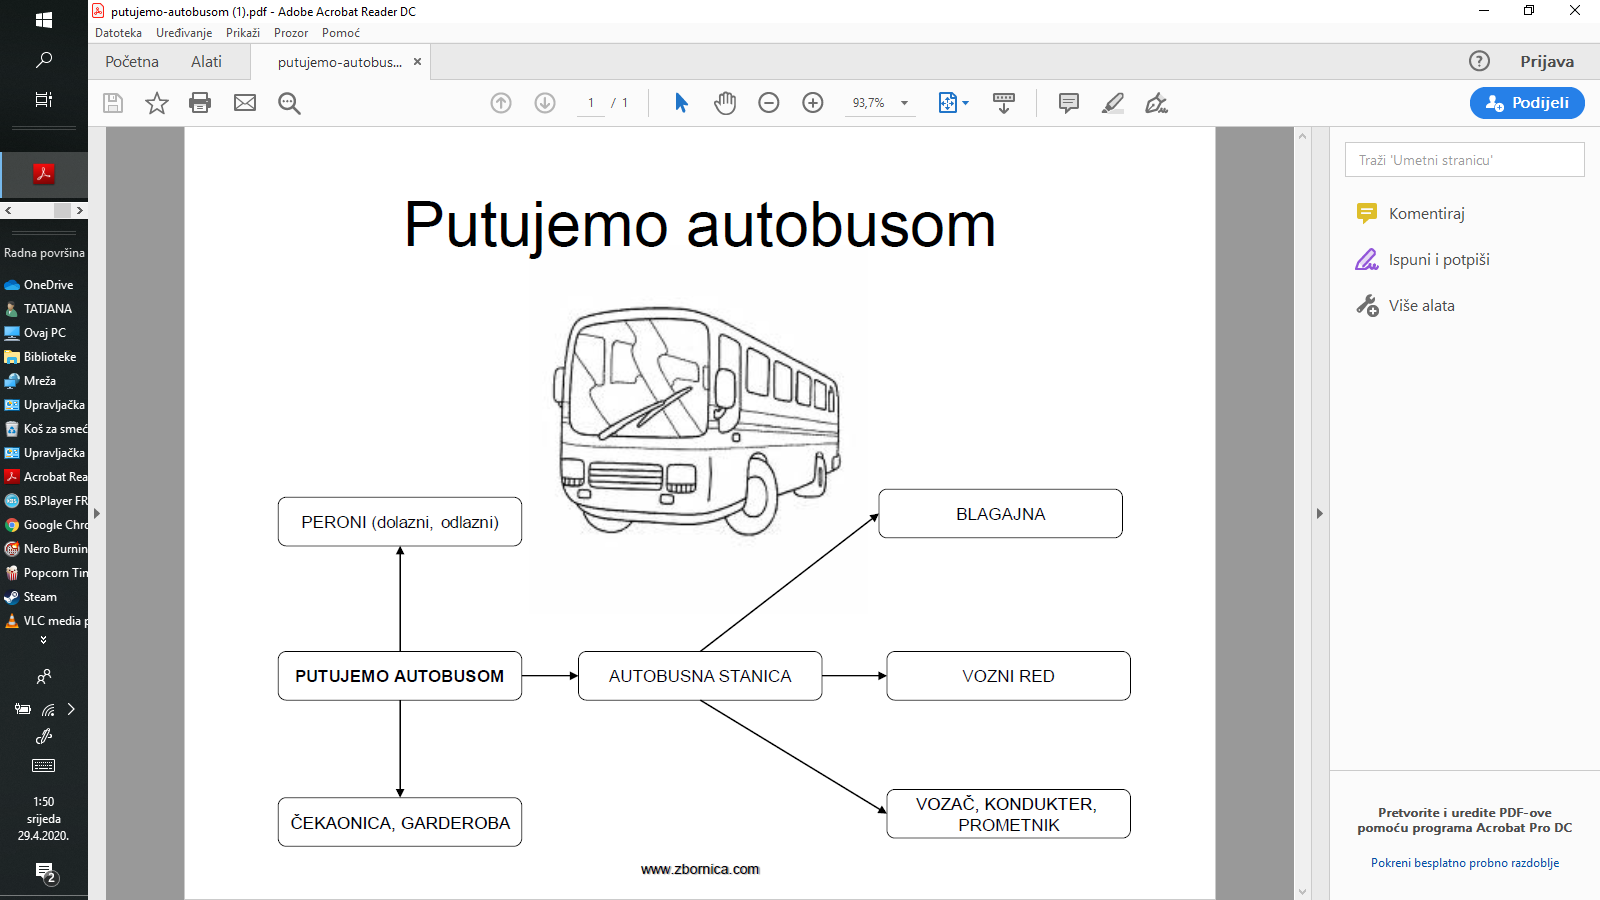 putujemo-autobusom (1).pdf - Adobe Acrobat Reader DC
Datoteka Uređivanje Prikaži Prozor Pomoć
Početna Alati putujemo-autobus... Prijava
1 / 1 93,7% Podijeli
Traži 'Umetni stranicu'
Komentiraj
Ispuni i potpiši
Više alata
Pretvorite i uredite PDF-ove
pomoću programa Acrobat Pro DC
Pokreni besplatno probno razdoblje
Radna površina
OneDrive
TATJANA
Ovaj PC
Biblioteke
Mreža
Upravljačka
Koš za smeć
Upravljačka
Acrobat Rea
BS.Player FR
Google Chro
Nero Burnin
Popcorn Tim
Steam
VLC media p
1:50
srijeda
29.4.2020.
2
Putujemo autobusom
PERONI (dolazni, odlazni)
BLAGAJNA
PUTUJEMO AUTOBUSOM
AUTOBUSNA STANICA
VOZNI RED
ČEKAONICA, GARDEROBA
VOZAČ, KONDUKTER,
PROMETNIK
www.zbornica.com